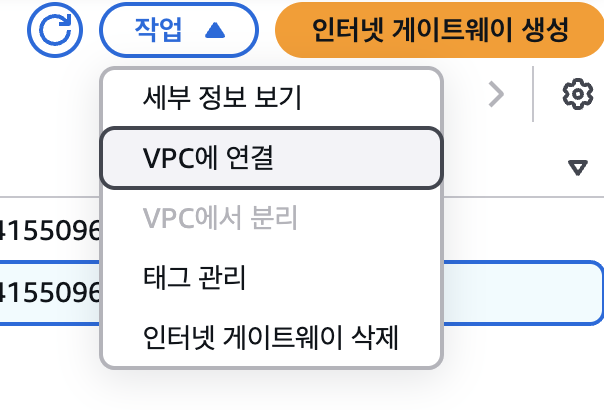 작업
인터넷 게이트웨이 생성
세부 정보 보기
VPC에 연결
VPC에서 분리
태그 관리
인터넷 게이트웨이 삭제
4155096
4155096